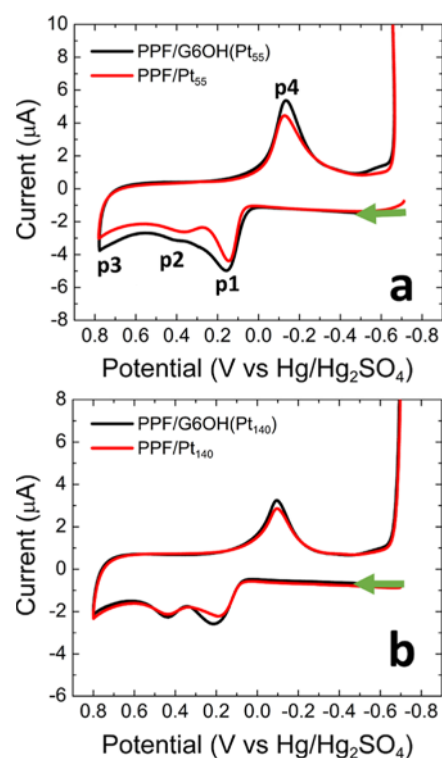 10
8
6
4
2
0
-2
-4
-6
-8
PPF/G6OH(Pt55)
PPF/Pt55
p4
p3
p2
p1
a
Current (μA)
0.8 0.6 0.4 0.2 0.0 -0.2 -0.4 -0.6 -0.8
Potential (V vs Hg/Hg2SO4)
8
6
4
2
0
-2
-4
-6
PPF/G6OH(Pt140)
PPF/Pt140
b
Current (μA)
0.8 0.6 0.4 0.2 0.0 -0.2 -0.4 -0.6 -0.8
Potential (V vs Hg/Hg2SO4)